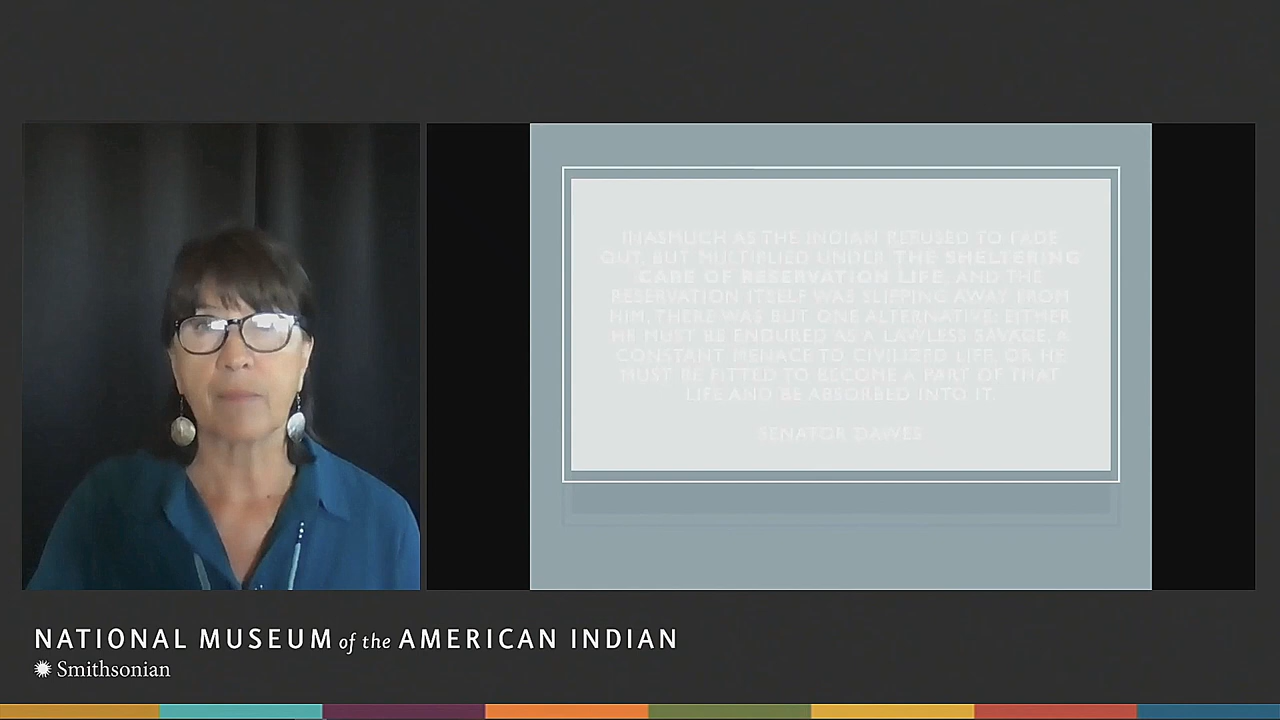 INASMUCH AS THE INDIAN REFUSED TO FADE
OUT, BUT MULTIPLIED UNDER THE SHELTERING
CARE OF RESERVATION LIFE, AND THE
RESERVATION ITSELF WAS SLIPPING AWAY FROM
HIM, THERE WAS BUT ONE ALTERNATIVE: EITHER
HE MUST BE ENDURED AS A LAWLESS SAVAGE, A
CONSTANT MENACE TO CIVILIZED LIFE, OR HE
MUST BE FITTED TO BECOME A PART OF THAT
LIFE AND BE ABSORBED INTO IT.
SENATOR DAWES
NATIONAL MUSEUM of the AMERICAN INDIAN
Smithsonian